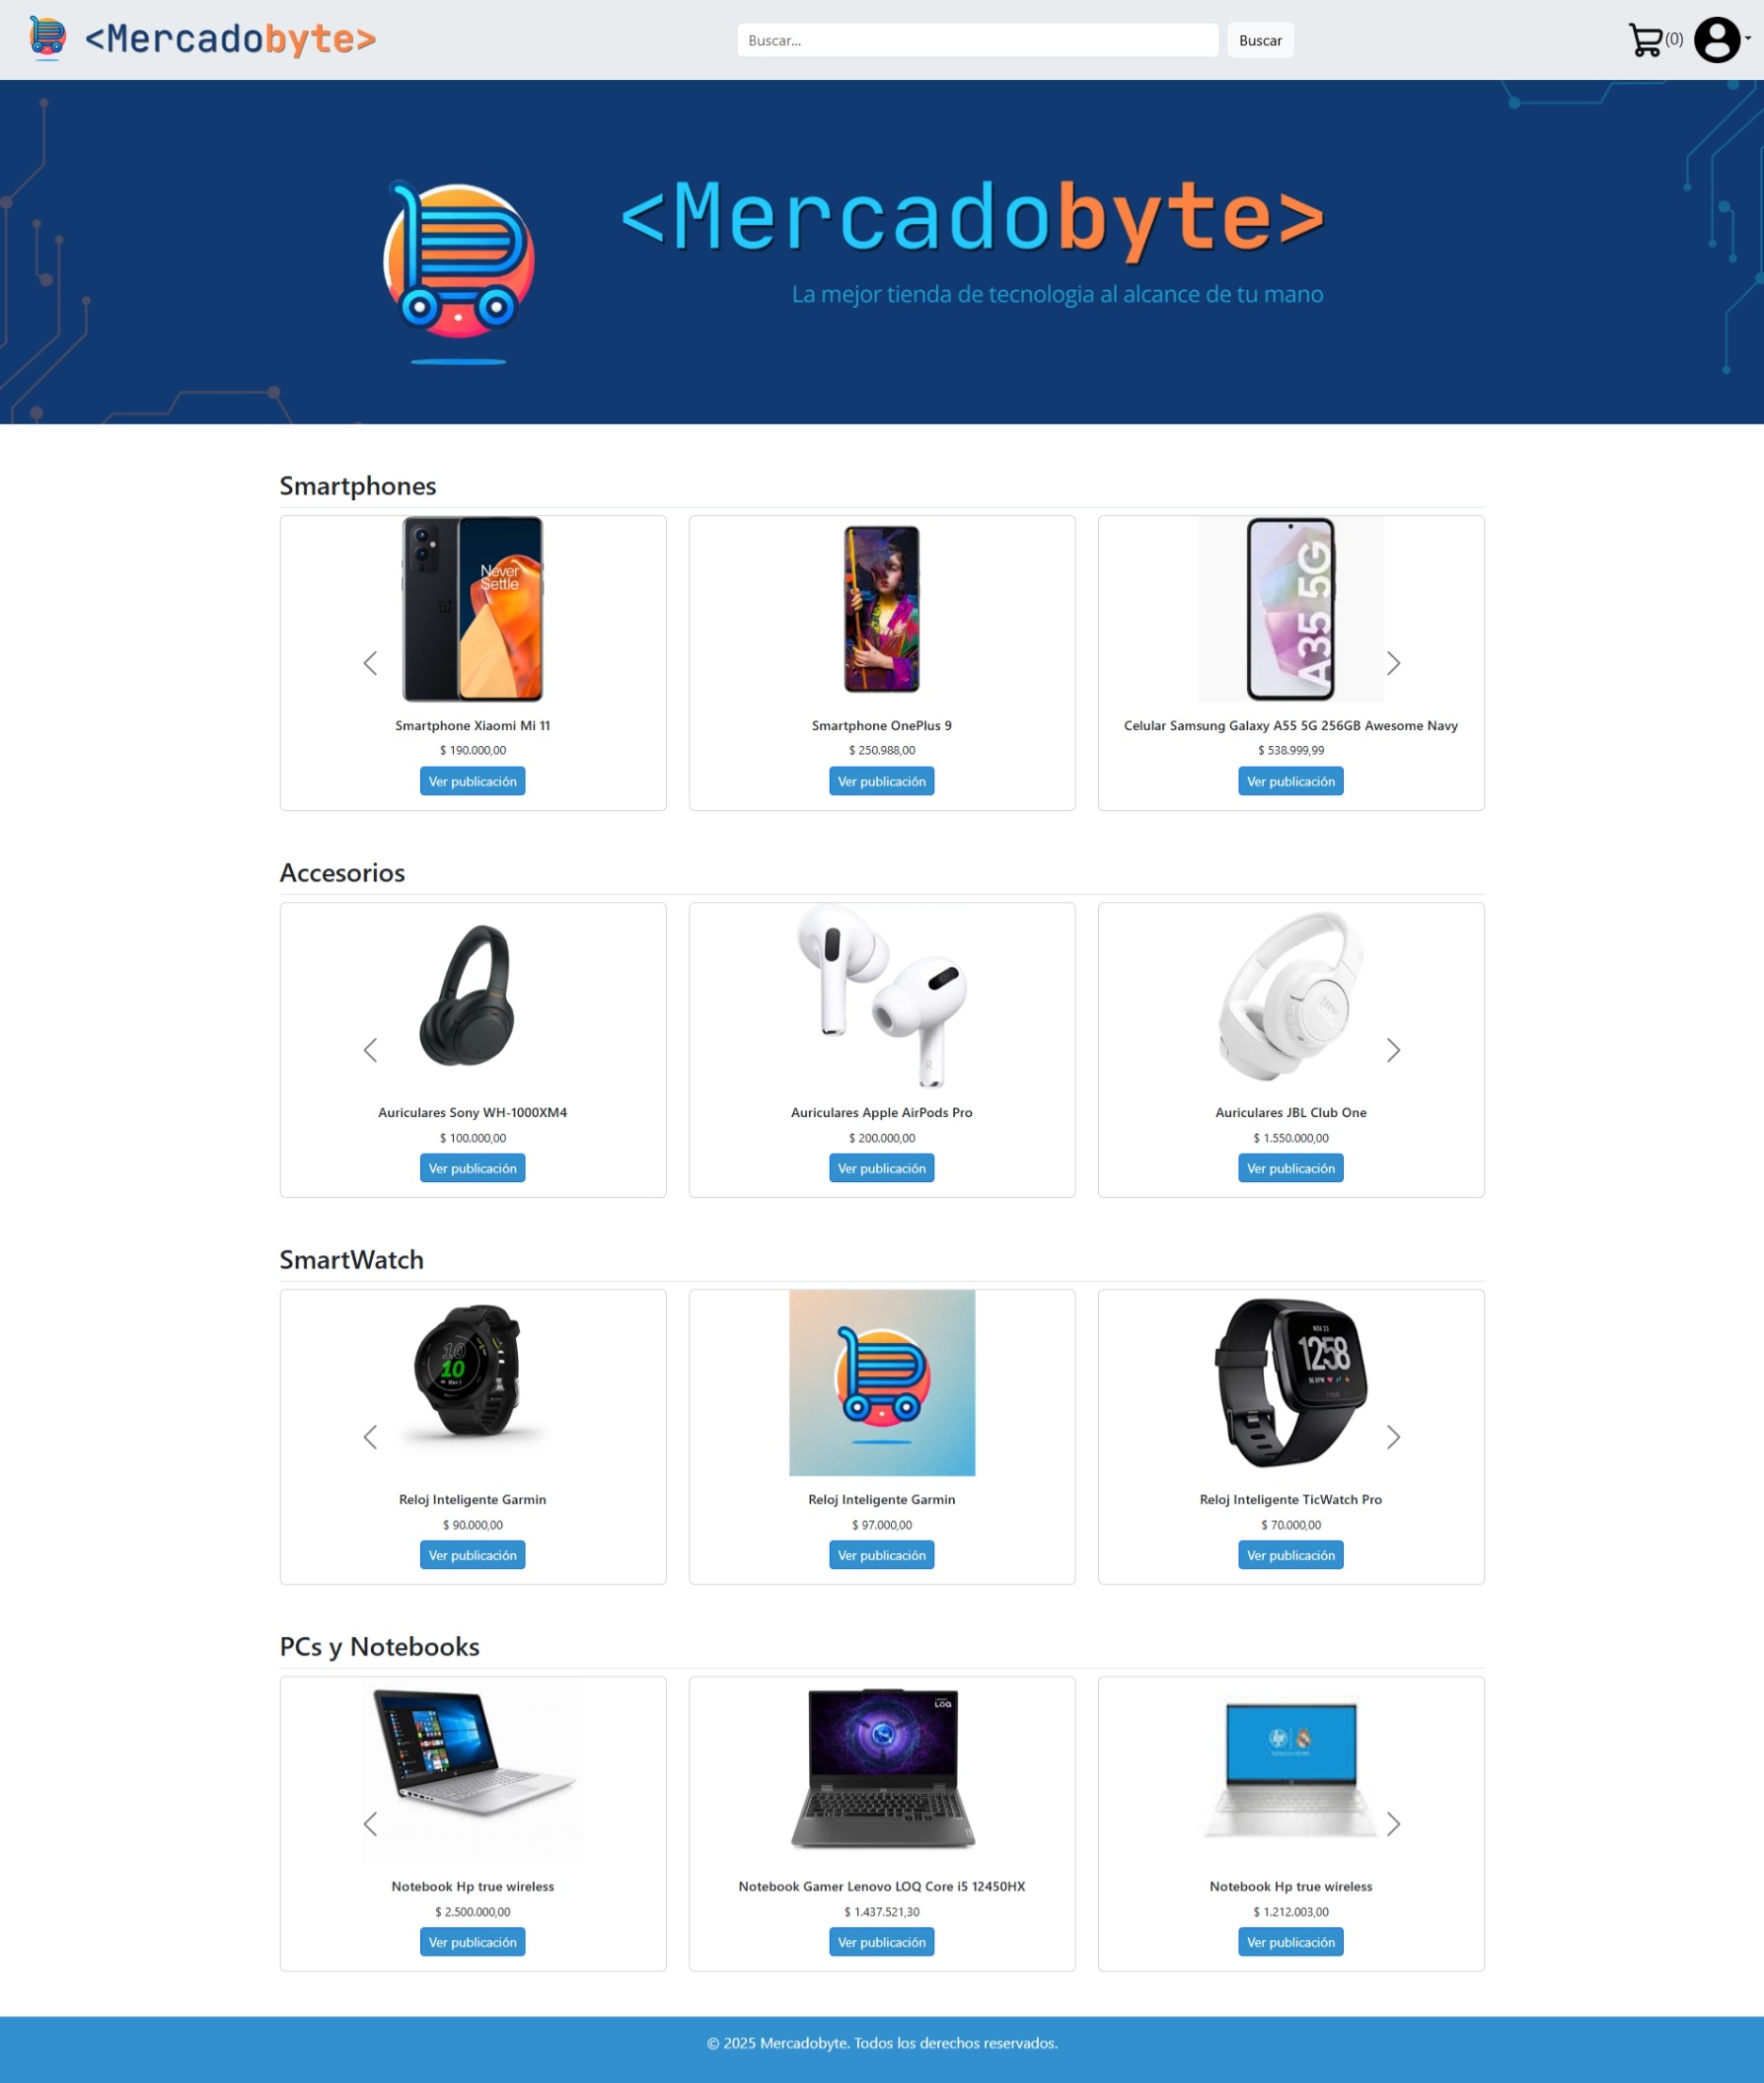 <Mercadobyte>
Buscar...
Buscar
(0)
<Mercadobyte>
La mejor tienda de tecnologia al alcance de tu mano
Smartphones
Never
Settle
A35 5G
Smartphone Xiaomi Mi 11
$ 190.000,00
Ver publicación
Smartphone OnePlus 9
$ 250.988,00
Ver publicación
Celular Samsung Galaxy A55 5G 256GB Awesome Navy
$ 538.999,99
Ver publicación
Accesorios
R
JBL
Auriculares Sony WH-1000XM4
$ 100.000,00
Ver publicación
Auriculares Apple AirPods Pro
$ 200.000,00
Ver publicación
Auriculares JBL Club One
$ 1.550.000,00
Ver publicación
SmartWatch
10
10
NOV 23
1258
Reloj Inteligente Garmin
$ 90.000,00
Ver publicación
Reloj Inteligente Garmin
$ 97.000,00
Ver publicación
Reloj Inteligente TicWatch Pro
$ 70.000,00
Ver publicación
PCs y Notebooks
LOQ
hp
Notebook Hp true wireless
$ 2.500.000,00
Ver publicación
Notebook Gamer Lenovo LOQ Core i5 12450HX
$ 1.437.521,30
Ver publicación
Notebook Hp true wireless
$ 1.212.003,00
Ver publicación
© 2025 Mercadobyte. Todos los derechos reservados.